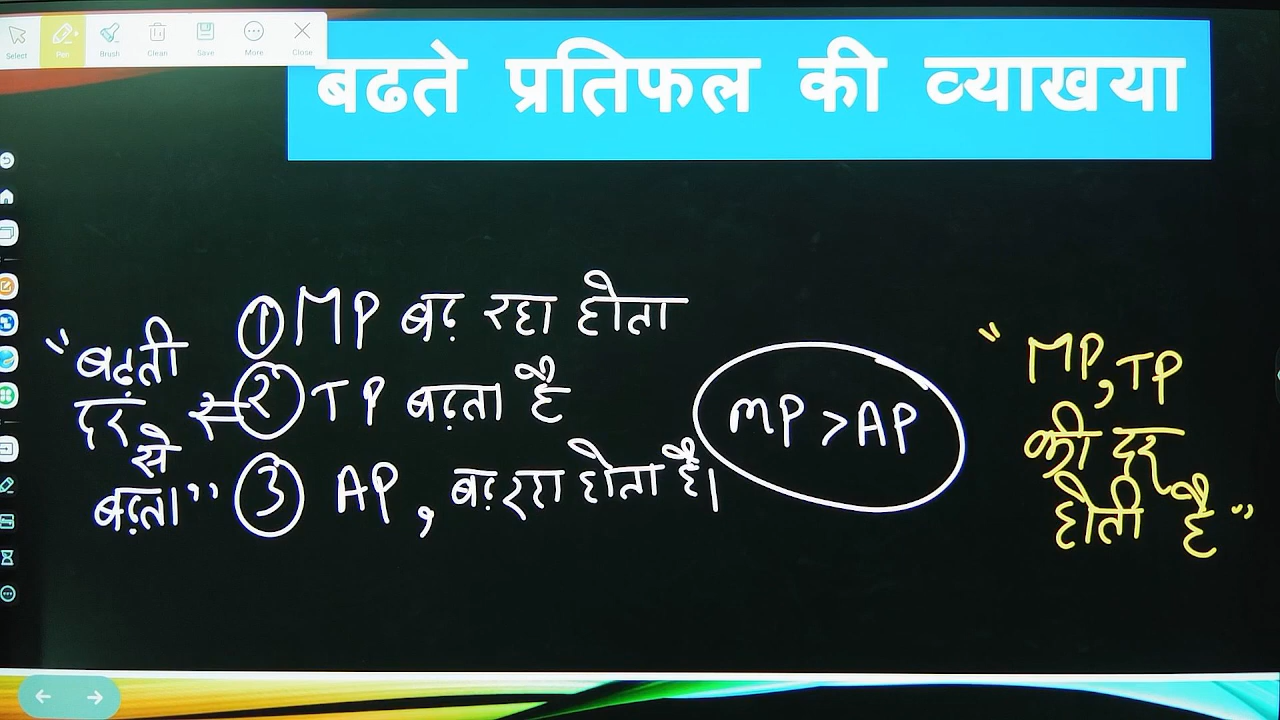 Select Pen Brush Clean Save More Close
बढते प्रतिफल की व्याखया
① MP बढ़ रहा होता
② TP बढ़ता है
③ AP, बढ़ रहा होता है।
"बढ़ती
दर
से
बढ़ता"
MP > AP
"MP, TP
की दर
होती है"